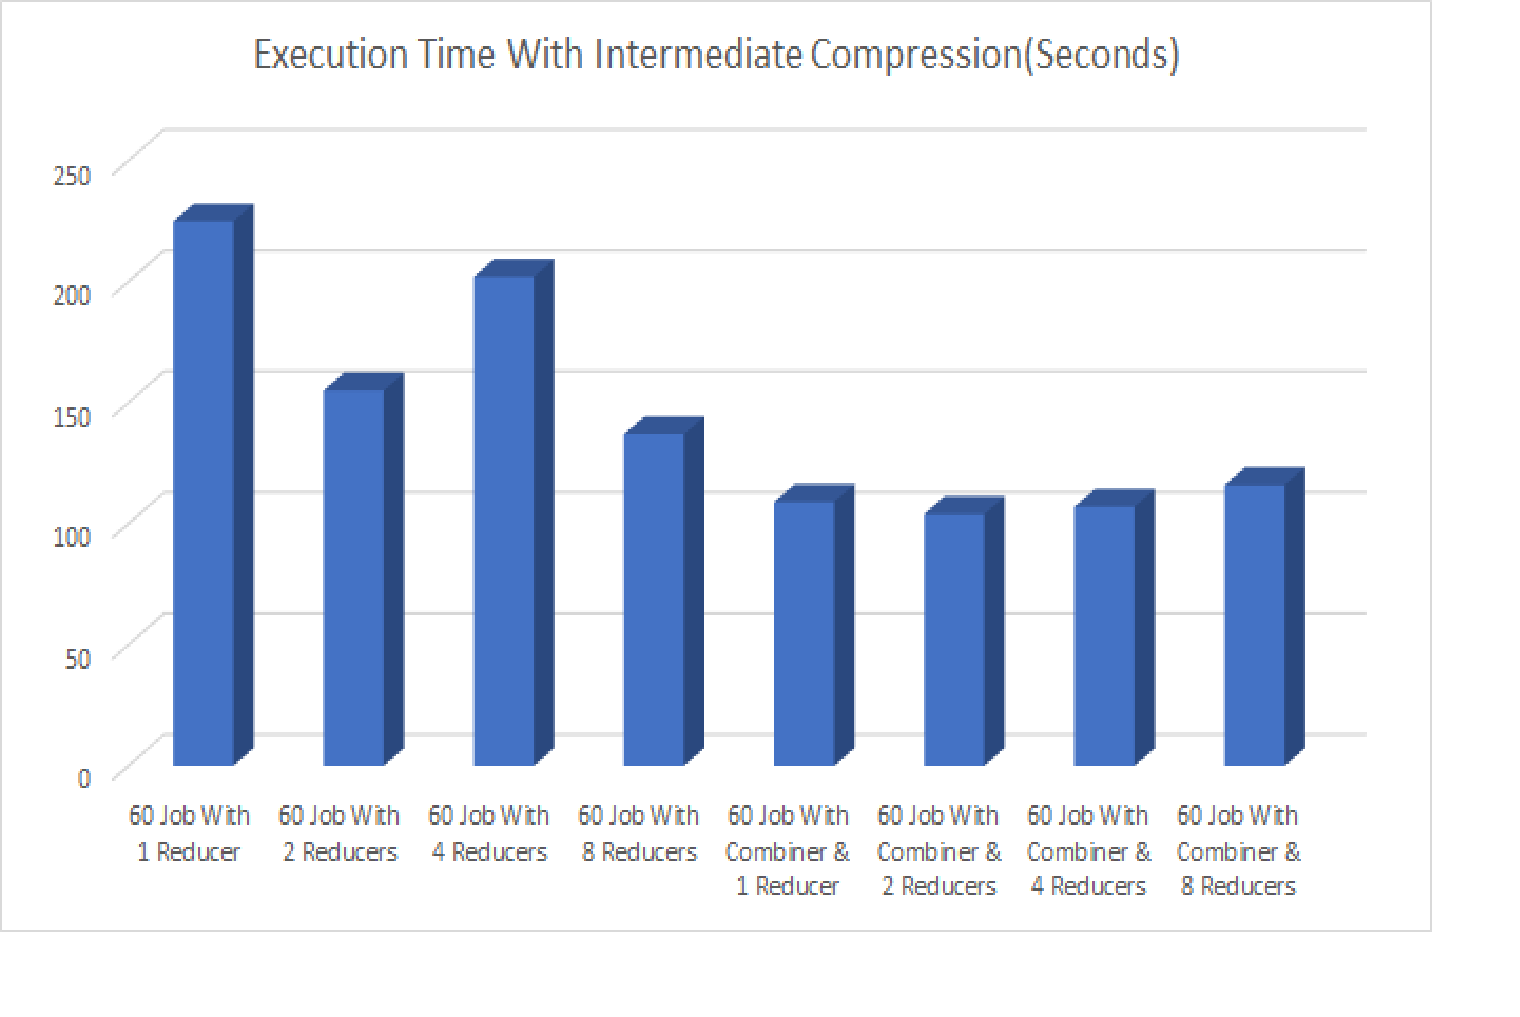 Execution Time With Intermediate Compression(Seconds)
250
200
150
100
50
0
60 Job With
1 Reducer
60 Job With
2 Reducers
60 Job With
4 Reducers
60 Job With
8 Reducers
60 Job With
Combiner &
1 Reducer
60 Job With
Combiner &
2 Reducers
60 Job With
Combiner &
4 Reducers
60 Job With
Combiner &
8 Reducers